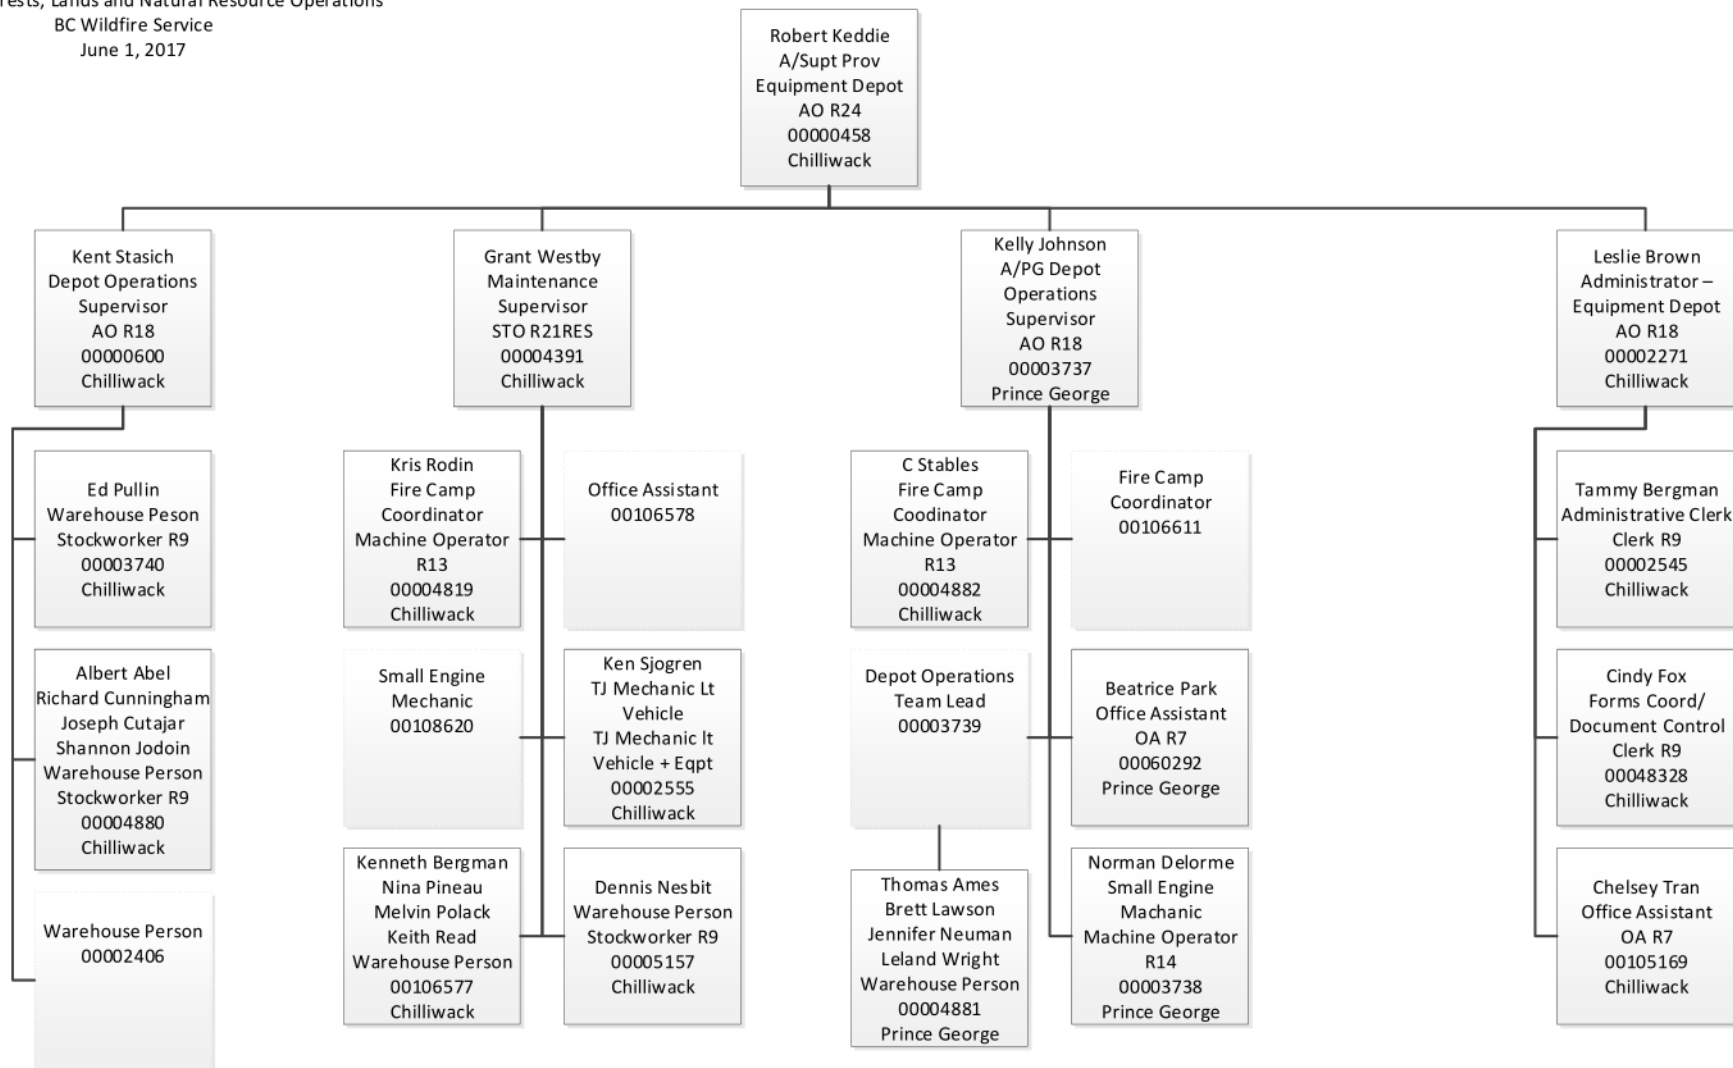 Lands and Natural Resource Operations
BC Wildfire Service
June 1, 2017
Robert Keddie
A/Supt Prov
Equipment Depot
AO R24
00000458
Chilliwack
Kent Stasich
Depot Operations
Supervisor
AO R18
00000600
Chilliwack
Grant Westby
Maintenance
Supervisor
STO R21RES
00004391
Chilliwack
Kelly Johnson
A/PG Depot
Operations
Supervisor
AO R18
00003737
Prince George
Leslie Brown
Administrator –
Equipment Depot
AO R18
00002271
Chilliwack
Ed Pullin
Warehouse Peson
Stockworker R9
00003740
Chilliwack
Albert Abel
Richard Cunningham
Joseph Cutajar
Shannon Jodoin
Warehouse Person
Stockworker R9
00004880
Chilliwack
Warehouse Person
00002406
Kris Rodin
Fire Camp
Coordinator
Machine Operator
R13
00004819
Chilliwack
Office Assistant
00106578
Small Engine
Mechanic
00108620
Ken Sjogren
TJ Mechanic Lt
Vehicle
TJ Mechanic lt
Vehicle + Eqpt
00002555
Chilliwack
Kenneth Bergman
Nina Pineau
Melvin Polack
Keith Read
Warehouse Person
00106577
Chilliwack
Dennis Nesbit
Warehouse Person
Stockworker R9
00005157
Chilliwack
C Stables
Fire Camp
Coodinator
Machine Operator
R13
00004882
Chilliwack
Fire Camp
Coordinator
00106611
Depot Operations
Team Lead
00003739
Beatrice Park
Office Assistant
OA R7
00060292
Prince George
Thomas Ames
Brett Lawson
Jennifer Neuman
Leland Wright
Warehouse Person
00004881
Prince George
Norman Delorme
Small Engine
Machanic
Machine Operator
R14
00003738
Prince George
Tammy Bergman
Administrative Clerk
Clerk R9
00002545
Chilliwack
Cindy Fox
Forms Coord/
Document Control
Clerk R9
00048328
Chilliwack
Chelsey Tran
Office Assistant
OA R7
00105169
Chilliwack